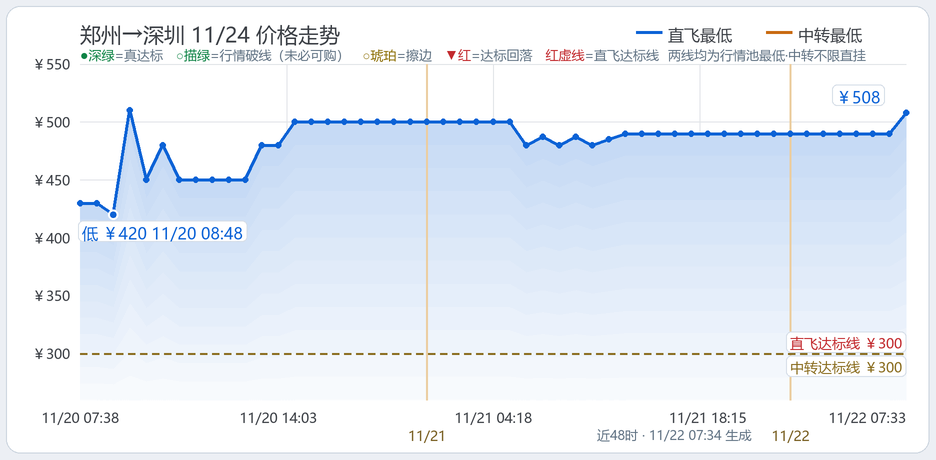 郑州→深圳 11/24 价格走势
直飞最低 中转最低
●深绿=真达标 ○描绿=行情破线（未必可购） ○琥珀=擦边 ▼红=达标回落 红虚线=直飞达标线 两线均为行情池最低·中转不限直挂
￥550
￥508
￥500
￥450
低 ￥420 11/20 08:48
￥400
￥350
直飞达标线 ￥300
￥300
中转达标线 ￥300
11/20 07:38 11/20 14:03 11/21 04:18 11/21 18:15 11/22 07:33
11/21 近48时 · 11/22 07:34 生成 11/22